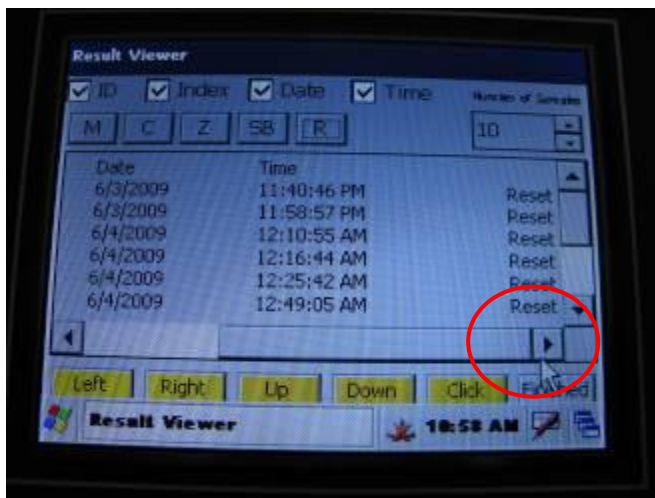 Result Viewer
ID Index Date Time Number of Samples
M C Z SB R 10
Date Time
6/3/2009 11:40:46 PM Reset
6/3/2009 11:58:57 PM Reset
6/4/2009 12:10:55 AM Reset
6/4/2009 12:16:44 AM Reset
6/4/2009 12:25:42 AM Reset
6/4/2009 12:49:05 AM Reset
Left Right Up Down Click
Result Viewer 10:58 AM